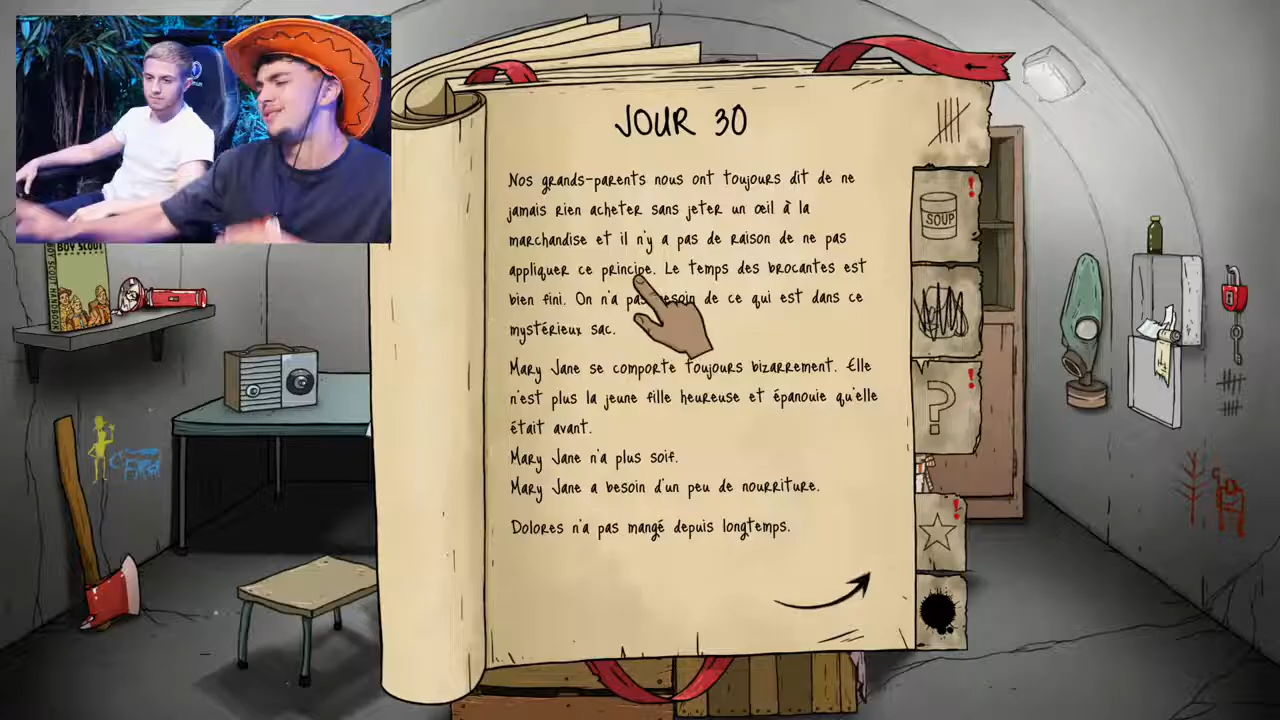 JOUR 30
Nos grands-parents nous ont toujours dit de ne
jamais rien acheter sans jeter un œil à la
marchandise et il n'y a pas de raison de ne pas
appliquer ce principe. Le temps des brocantes est
bien fini. On n'a pas besoin de ce qui est dans ce
mystérieux sac.
Mary Jane se comporte toujours bizarrement. Elle
n'est plus la jeune fille heureuse et épanouie qu'elle
était avant.
Mary Jane n'a plus soif.
Mary Jane a besoin d'un peu de nourriture.
Dolores n'a pas mangé depuis longtemps.
!
SOUP
?
!
!
BOY SCOUT
BOY SCOUT HANDBOOK